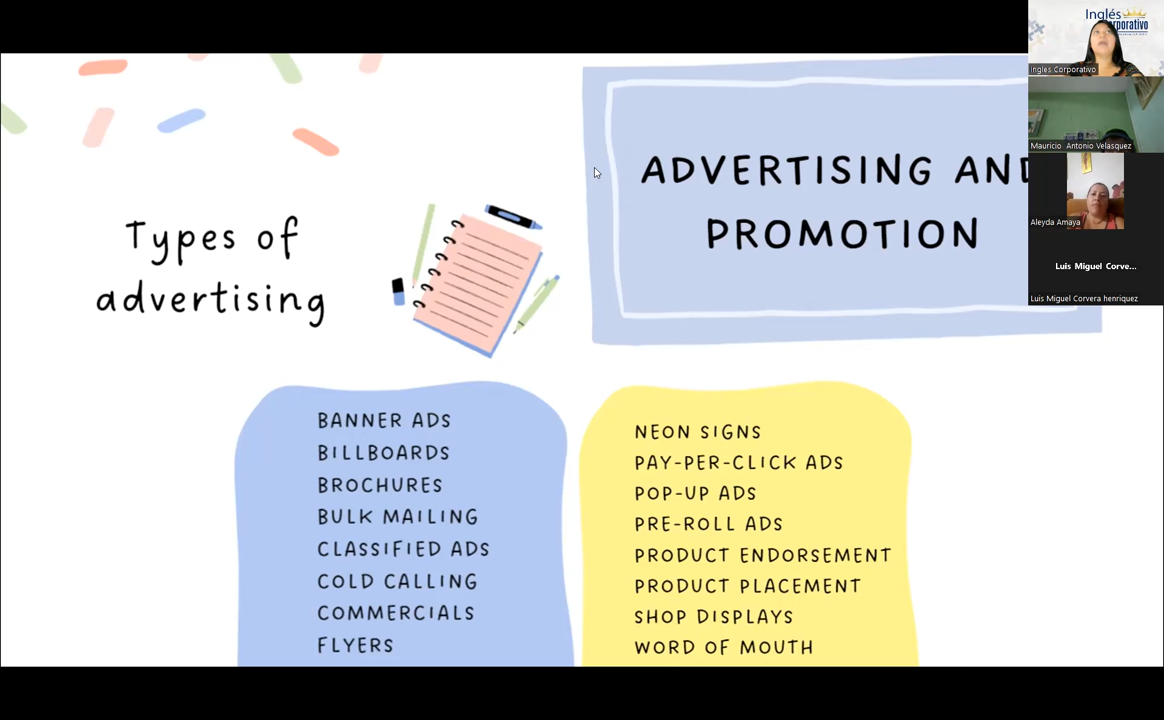 Types of
advertising
ADVERTISING AND
PROMOTION
BANNER ADS
BILLBOARDS
BROCHURES
BULK MAILING
CLASSIFIED ADS
COLD CALLING
COMMERCIALS
FLYERS
NEON SIGNS
PAY-PER-CLICK ADS
POP-UP ADS
PRE-ROLL ADS
PRODUCT ENDORSEMENT
PRODUCT PLACEMENT
SHOP DISPLAYS
WORD OF MOUTH
Inglés
Ingles Corporativo
Mauricio Antonio Velasquez
Aleyda Amaya
Luis Miguel Corve...
Luis Miguel Corvera henriquez